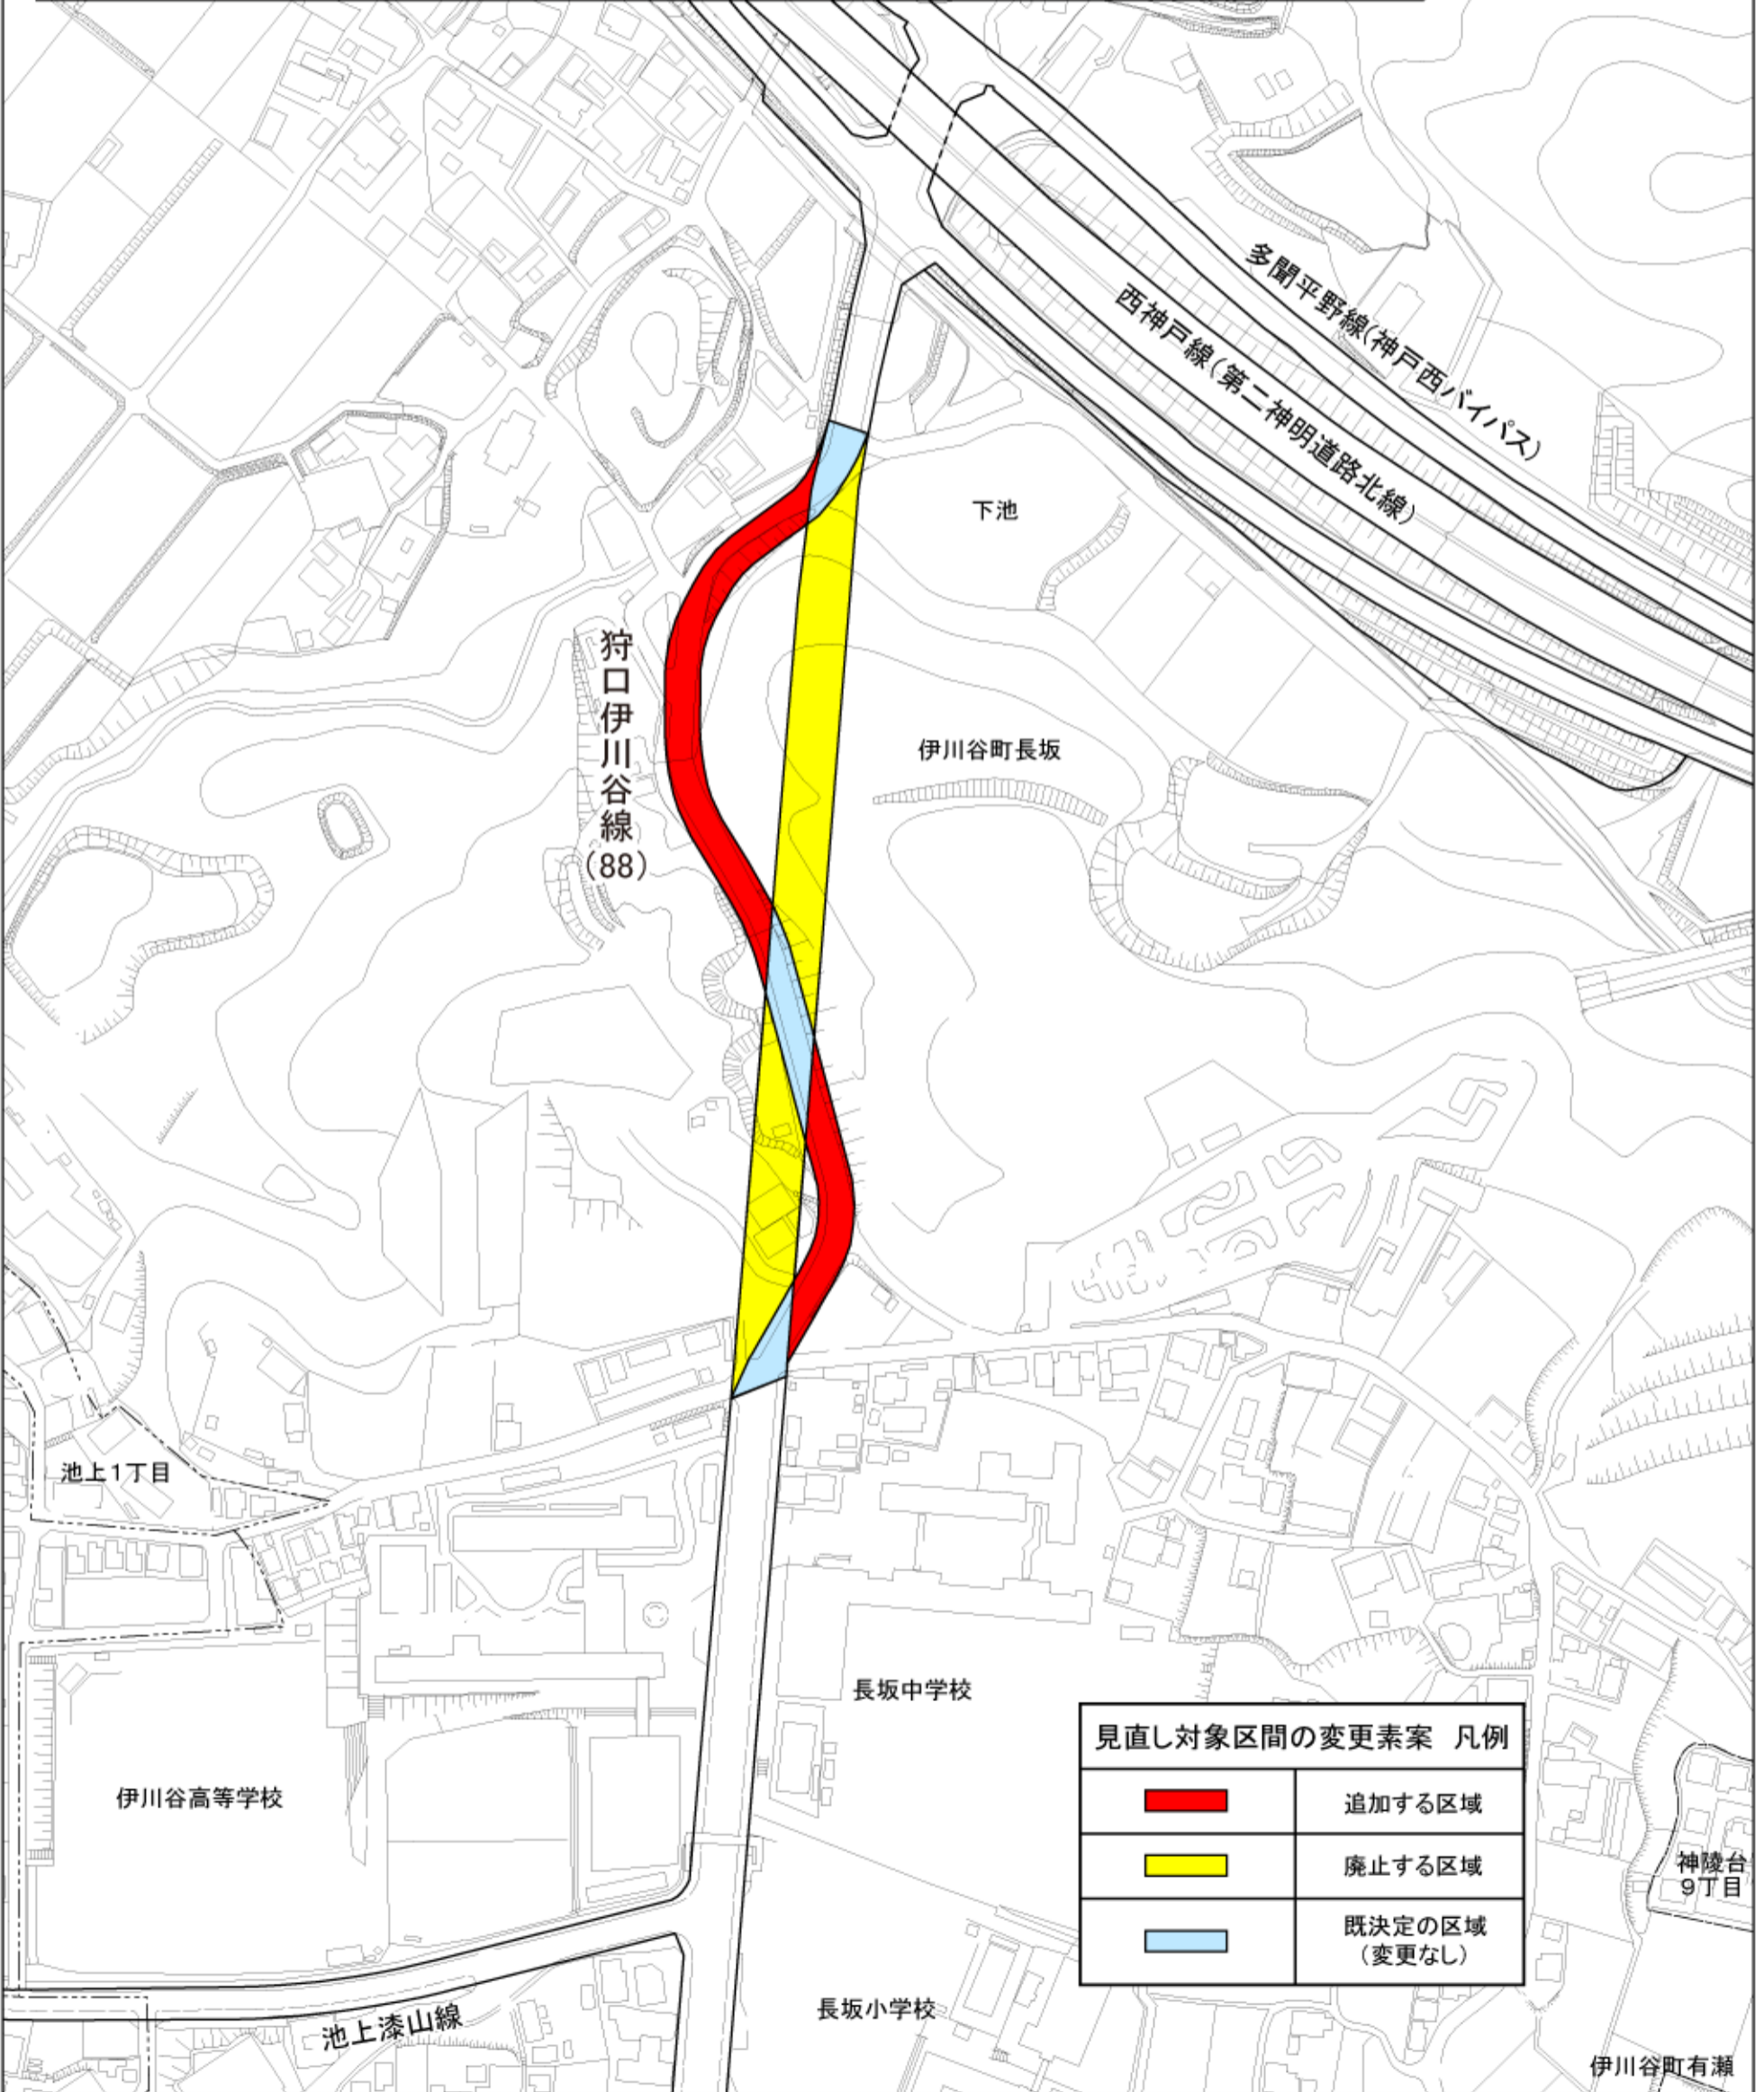 多聞平野線（神戸西バイパス）
西神戸線（第二神明道路北線）
下池
狩口伊川谷線（88）
伊川谷町長坂
池上1丁目
長坂中学校
伊川谷高等学校
見直し対象区間の変更素案 凡例
追加する区域
廃止する区域
既決定の区域
（変更なし）
神陵台
9丁目
池上漆山線
長坂小学校
伊川谷町有瀬